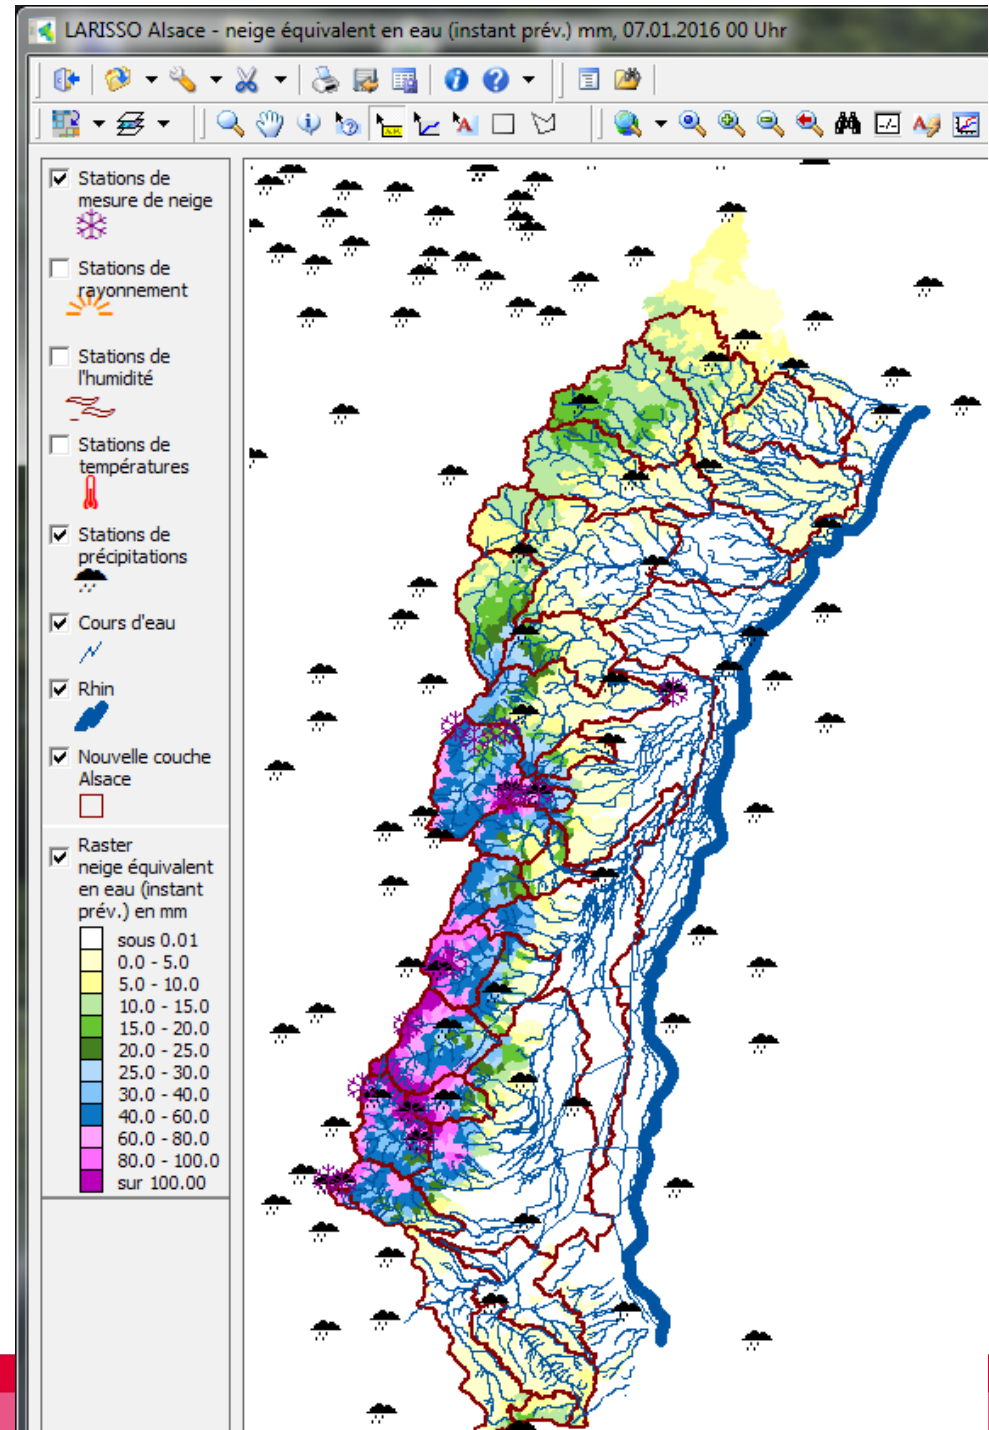 LARISSO Alsace - neige équivalent en eau (instant prév.) mm, 07.01.2016 00 Uhr
Stations de
mesure de neige
Stations de
rayonnement
Stations de
l'humidité
Stations de
températures
Stations de
précipitations
Cours d'eau
Rhin
Nouvelle couche
Alsace
Raster
neige équivalent
en eau (instant
prév.) en mm
sous 0.01
0.0 - 5.0
5.0 - 10.0
10.0 - 15.0
15.0 - 20.0
20.0 - 25.0
25.0 - 30.0
30.0 - 40.0
40.0 - 60.0
60.0 - 80.0
80.0 - 100.0
sur 100.00